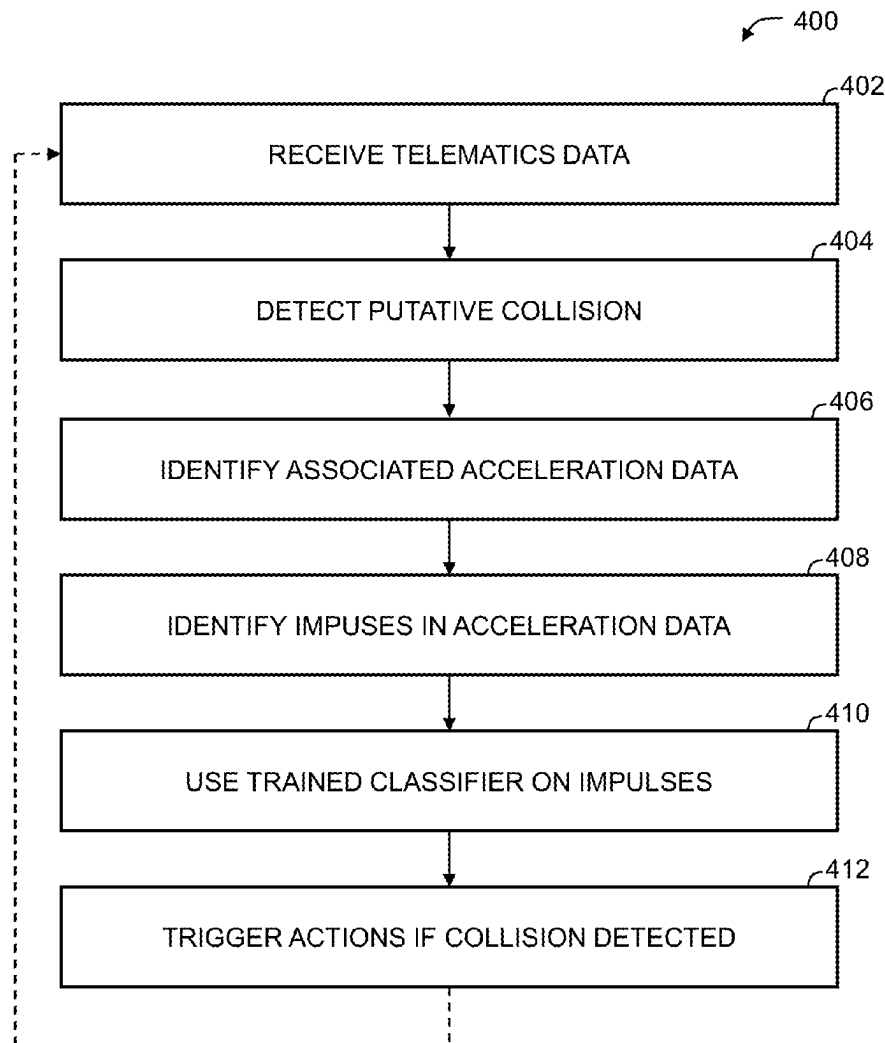 400
402
RECEIVE TELEMATICS DATA
404
DETECT PUTATIVE COLLISION
406
IDENTIFY ASSOCIATED ACCELERATION DATA
408
IDENTIFY IMPUSES IN ACCELERATION DATA
410
USE TRAINED CLASSIFIER ON IMPULSES
412
TRIGGER ACTIONS IF COLLISION DETECTED